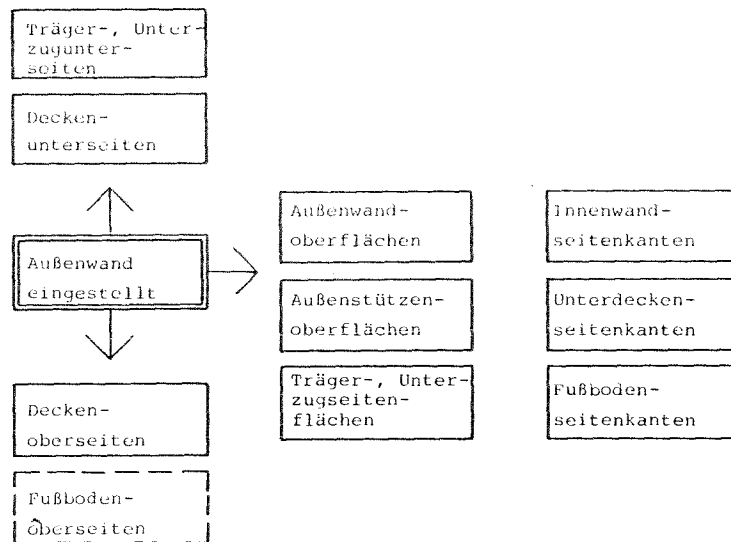 Träger-, Unter-
zugunter-
seiten
Decken-
unterseiten
Außenwand
eingestellt
Decken-
oberseiten
Fußboden-
oberseiten
Außenwand-
oberflächen
Außenstützen-
oberflächen
Träger-, Unter-
zugseiten-
flächen
Innenwand-
seitenkanten
Unterdecken-
seitenkanten
Fußboden-
seitenkanten